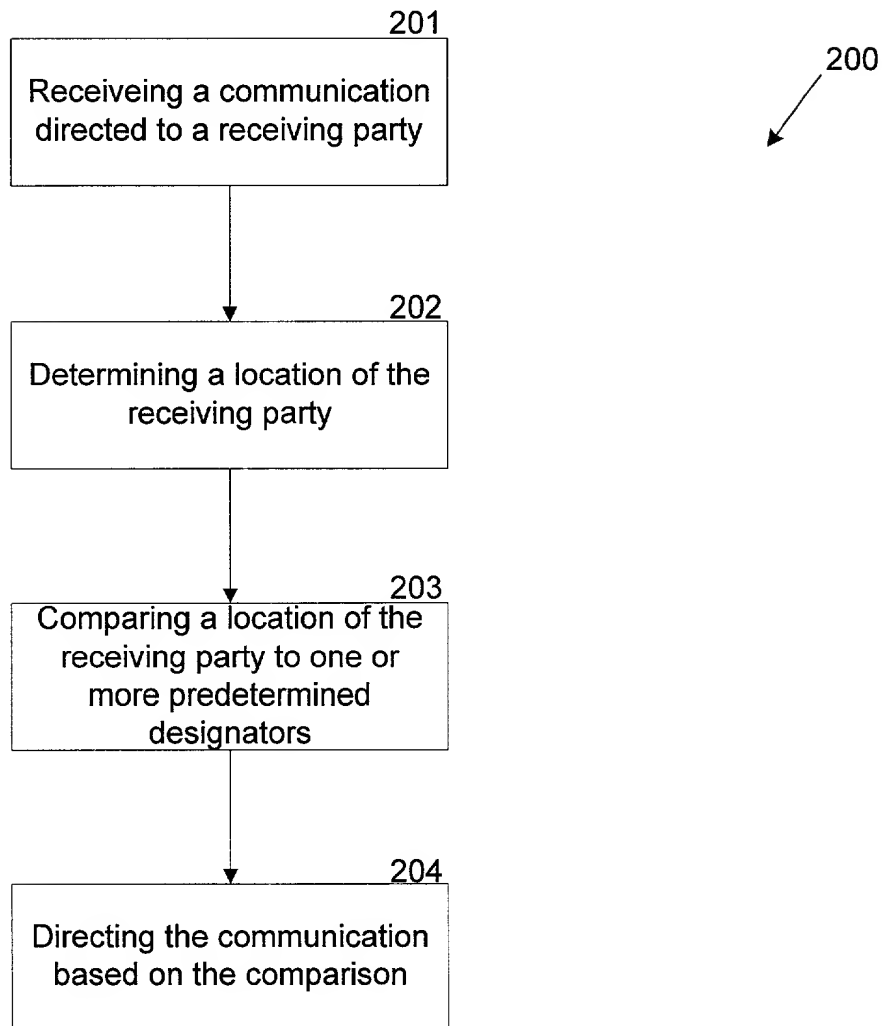 201
200
Receiveing a communication
directed to a receiving party
202
Determining a location of the
receiving party
203
Comparing a location of the
receiving party to one or
more predetermined
designators
204
Directing the communication
based on the comparison